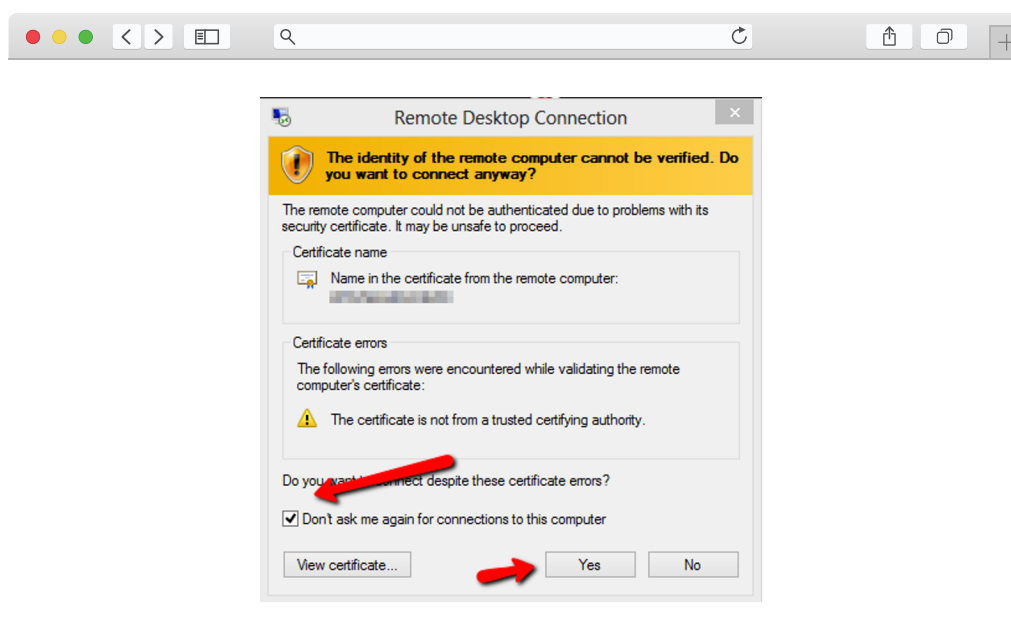 Remote Desktop Connection
The identity of the remote computer cannot be verified. Do
you want to connect anyway?
The remote computer could not be authenticated due to problems with its
security certificate. It may be unsafe to proceed.
Certificate name
Name in the certificate from the remote computer:
Certificate errors
The following errors were encountered while validating the remote
computer's certificate:
The certificate is not from a trusted certifying authority.
Do you want to connect despite these certificate errors?
Don't ask me again for connections to this computer
View certificate...
Yes
No